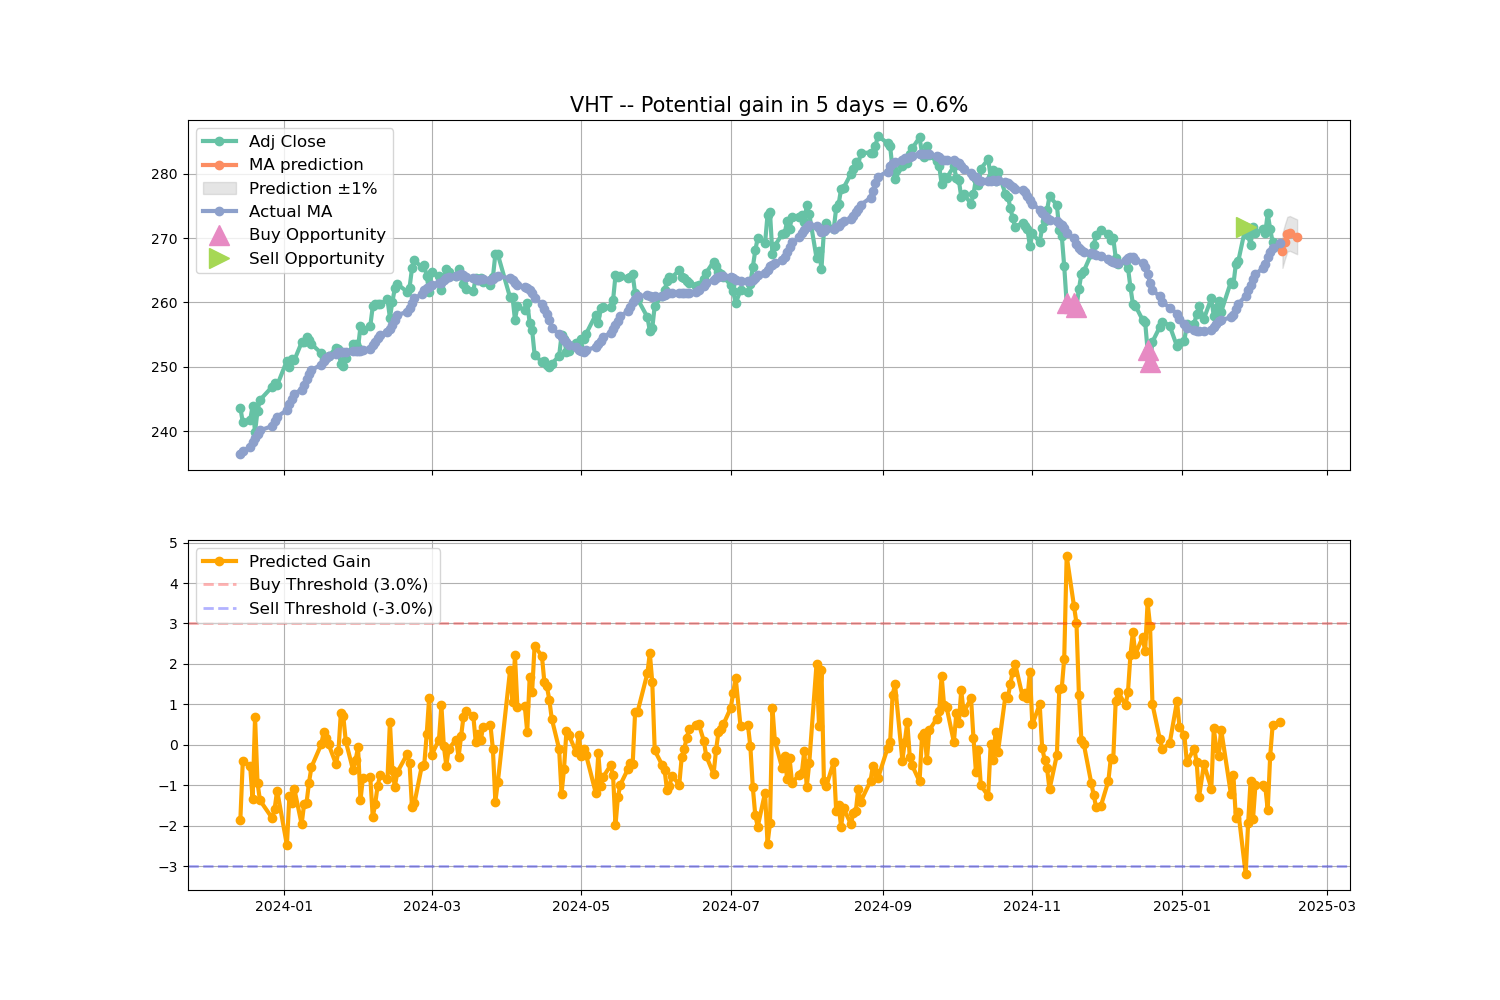 VHT -- Potential gain in 5 days = 0.6%
Adj Close
MA prediction
Prediction ±1%
Actual MA
Buy Opportunity
Sell Opportunity
280
270
260
250
240
Predicted Gain
Buy Threshold (3.0%)
Sell Threshold (-3.0%)
5
4
3
2
1
0
−1
−2
−3
2024-01 2024-03 2024-05 2024-07 2024-09 2024-11 2025-01 2025-03